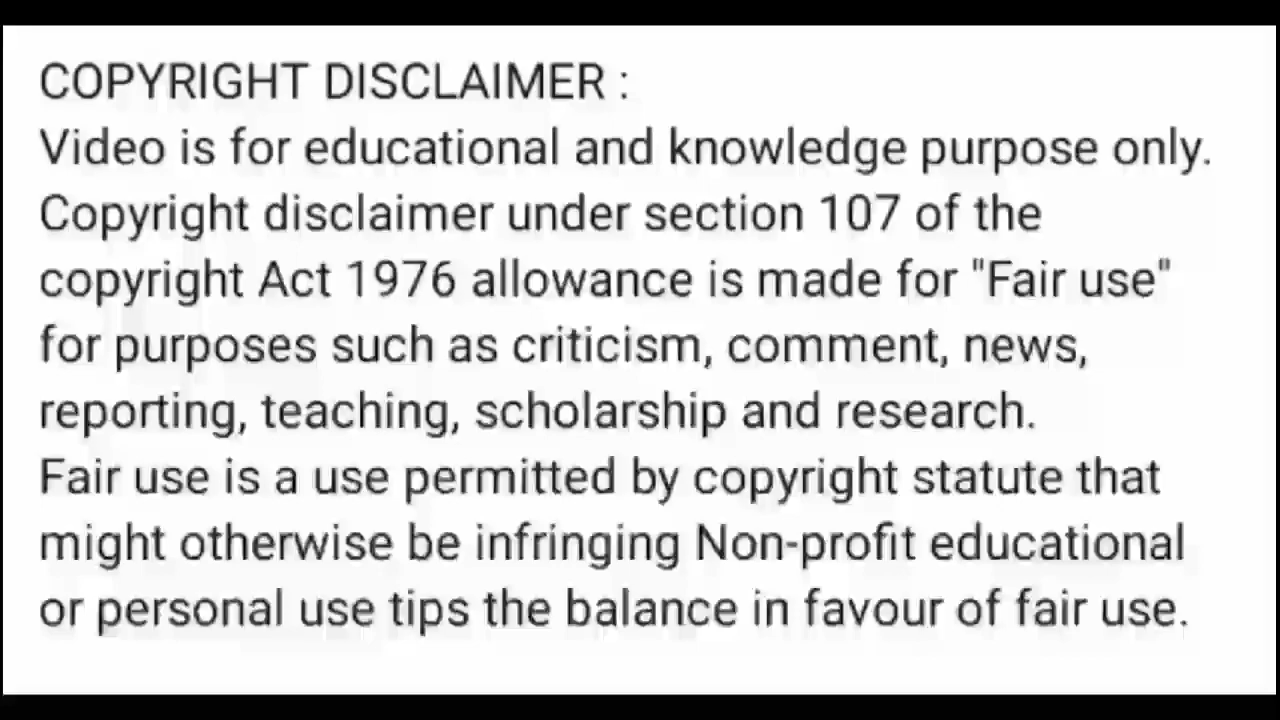 COPYRIGHT DISCLAIMER :
Video is for educational and knowledge purpose only.
Copyright disclaimer under section 107 of the
copyright Act 1976 allowance is made for "Fair use"
for purposes such as criticism, comment, news,
reporting, teaching, scholarship and research.
Fair use is a use permitted by copyright statute that
might otherwise be infringing Non-profit educational
or personal use tips the balance in favour of fair use.